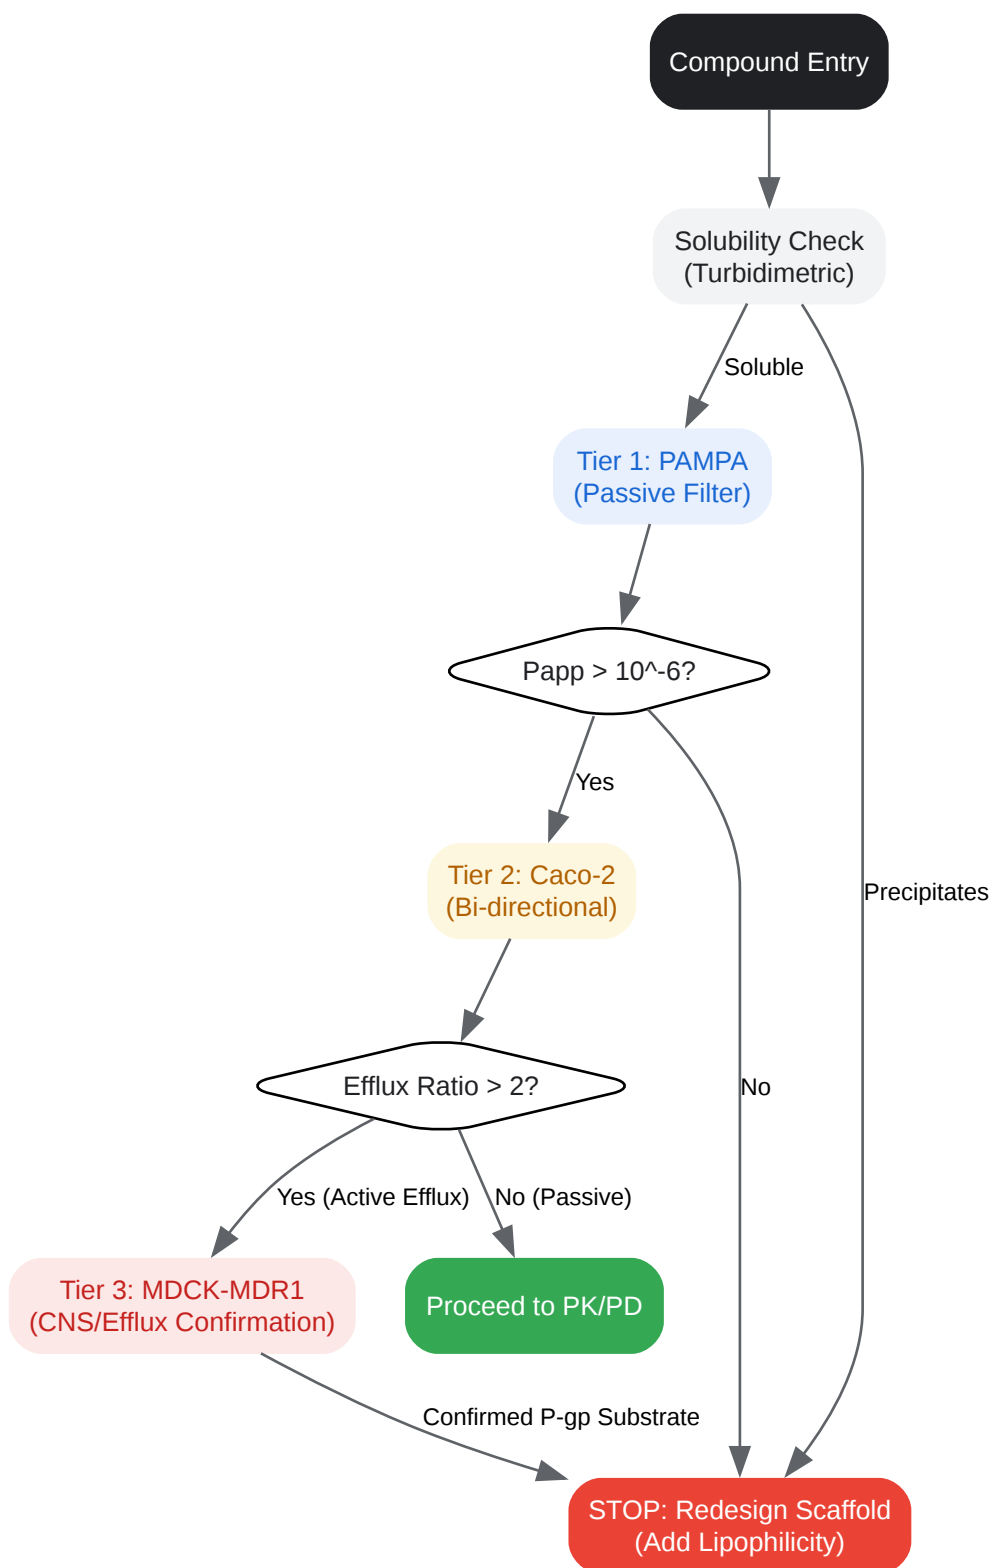 Compound Entry
Solubility Check
(Turbidimetric)
Soluble
Tier 1: PAMPA
(Passive Filter)
Papp > 10^-6?
Yes
Tier 2: Caco-2
(Bi-directional)
Precipitates
Efflux Ratio > 2?
No
Yes (Active Efflux)
No (Passive)
Tier 3: MDCK-MDR1
(CNS/Efflux Confirmation)
Proceed to PK/PD
Confirmed P-gp Substrate
STOP: Redesign Scaffold
(Add Lipophilicity)